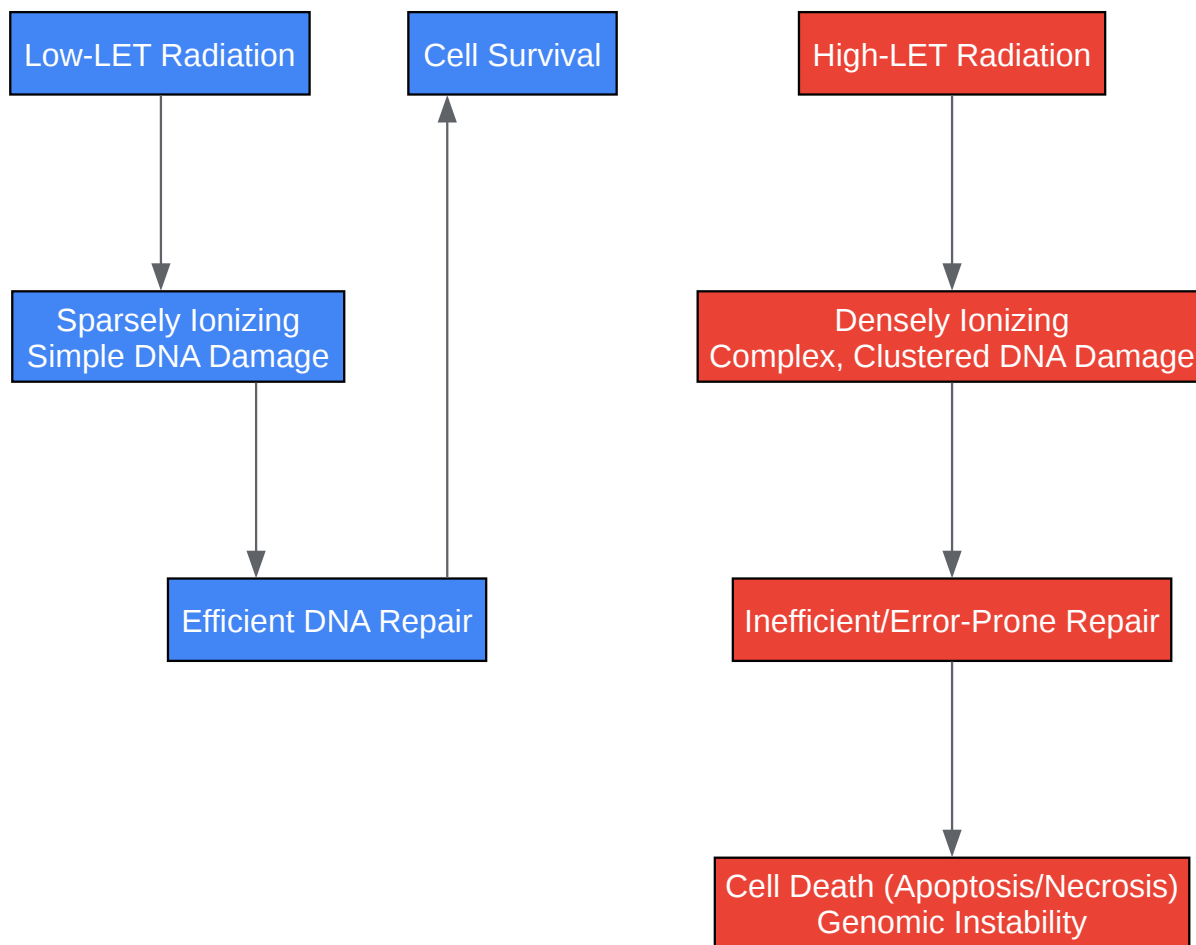 Low-LET Radiation
Cell Survival
High-LET Radiation
Sparsely Ionizing
Simple DNA Damage
Densely Ionizing
Complex, Clustered DNA Damage
Efficient DNA Repair
Inefficient/Error-Prone Repair
Cell Death (Apoptosis/Necrosis)
Genomic Instability